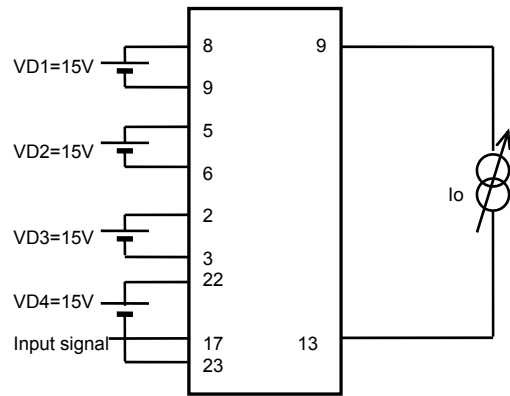 8 9
VD1=15V
9
5
VD2=15V
6
2
Io
VD3=15V
3
22
VD4=15V
Input signal 17 13
23